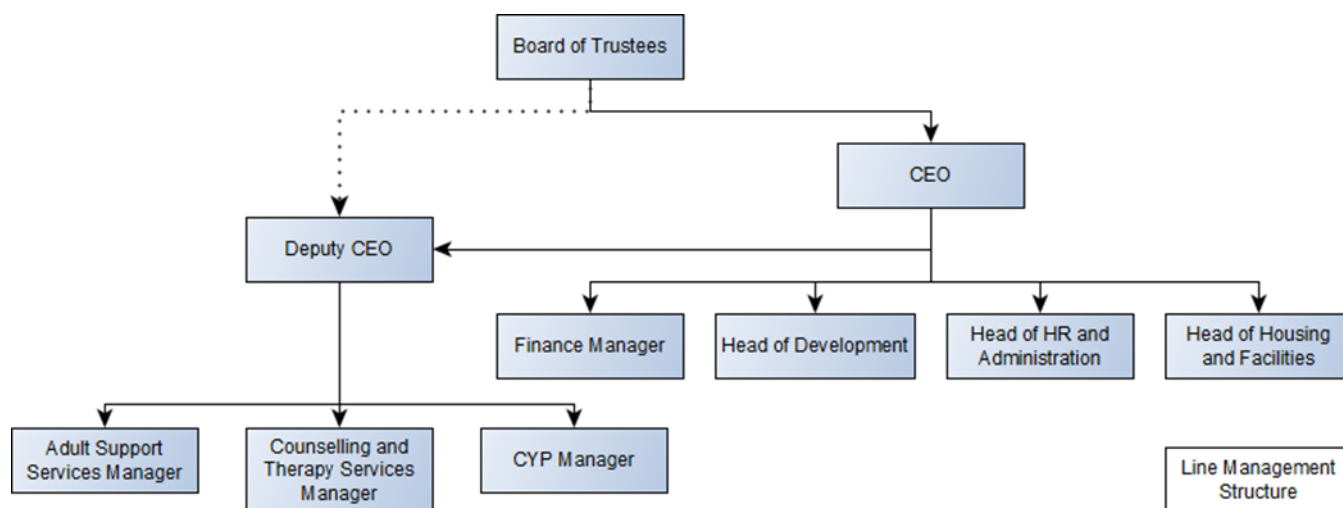 Board of Trustees
CEO
Deputy CEO
Finance Manager
Head of Development
Head of HR and
Administration
Head of Housing
and Facilities
Adult Support
Services Manager
Counselling and
Therapy Services
Manager
CYP Manager
Line Management
Structure